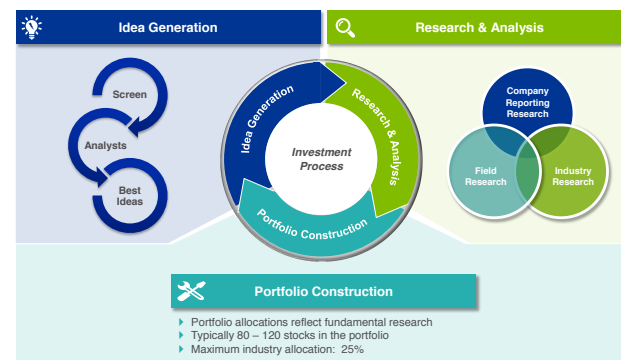 Idea Generation
Research & Analysis
Screen
Analysts
Best
Ideas
Idea Generation
Research & Analysis
Portfolio Construction
Investment
Process
Company
Reporting
Research
Field
Research
Industry
Research
Portfolio Construction
Portfolio allocations reflect fundamental research
Typically 80 – 120 stocks in the portfolio
Maximum industry allocation: 25%